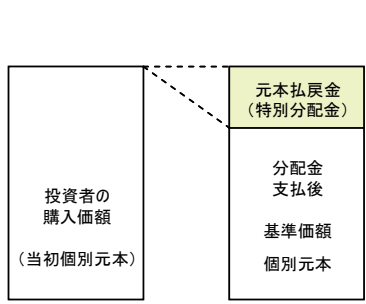 投資者の
購入価額
（当初個別元本）
元本払戻金
（特別分配金）
分配金
支払後
基準価額
個別元本